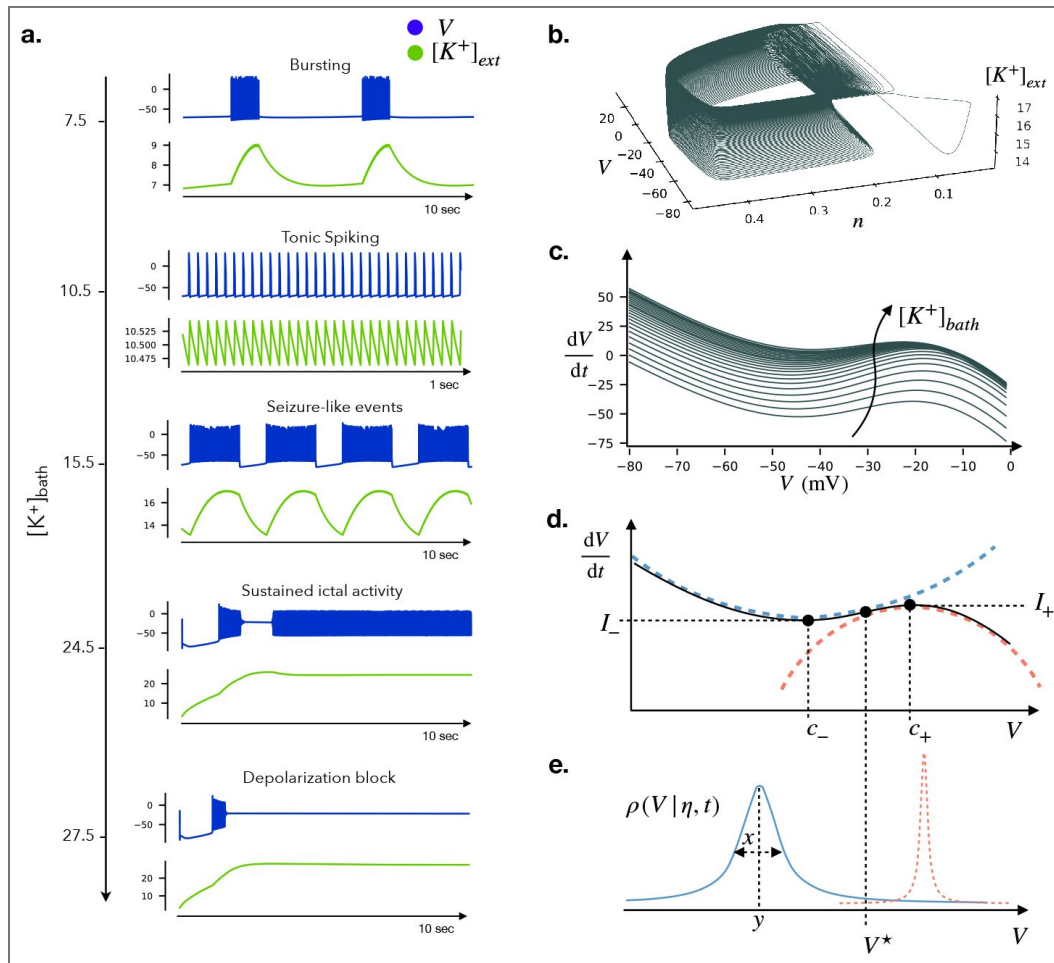 a.
V
[K⁺]ext
[K⁺]bath
7.5
Bursting
0
−50
9
8
7
10 sec
10.5
Tonic Spiking
0
−50
10.525
10.500
10.475
1 sec
15.5
Seizure-like events
0
−50
16
14
10 sec
24.5
Sustained ictal activity
0
−50
20
10
10 sec
27.5
Depolarization block
0
−50
20
10
10 sec
b.
[K⁺]ext
17
16
15
14
20
0
−20
−40
−60
−80
V
0.4
0.3
0.2
0.1
n
c.
[K⁺]bath
dV
dt
50
25
0
−25
−50
−75
−80 −70 −60 −50 −40 −30 −20 −10 0
V (mV)
d.
dV
dt
I₋
I₊
c₋
c₊
V
e.
ρ(V|η, t)
x
y
V⋆
V